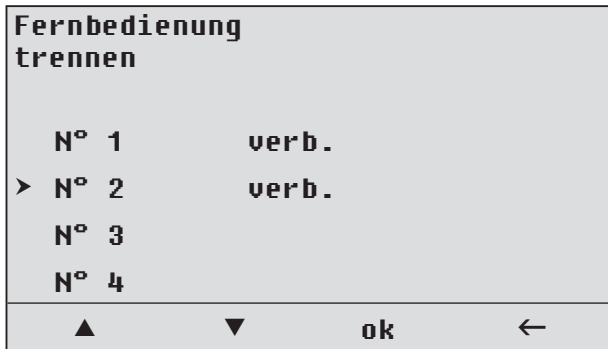 Fernbedienung
trennen
N° 1 verb.
➤ N° 2 verb.
N° 3
N° 4
▲ ▼ ok ←